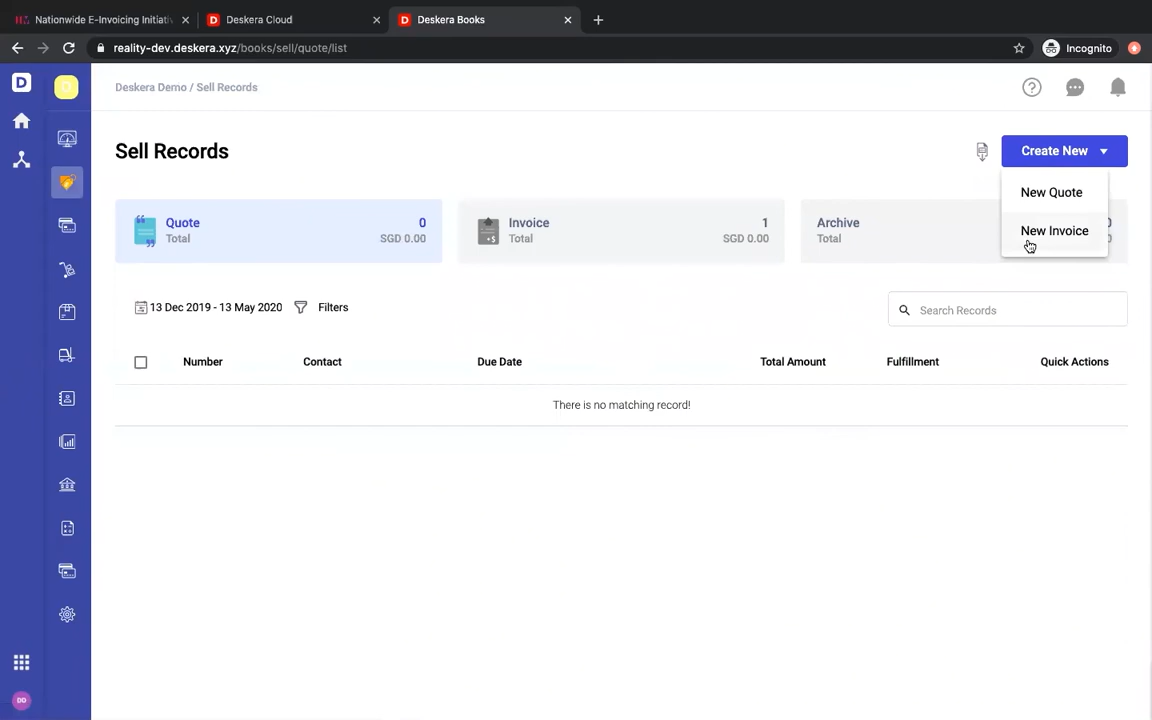 Nationwide E-Invoicing Initiativ
Deskera Cloud
Deskera Books
reality-dev.deskera.xyz/books/sell/quote/list
Incognito
D
D
Deskera Demo / Sell Records
Sell Records
Create New
New Quote
New Invoice
Quote 0
Total SGD 0.00
Invoice 1
Total SGD 0.00
Archive 0
Total
13 Dec 2019 - 13 May 2020
Filters
Search Records
Number Contact Due Date Total Amount Fulfillment Quick Actions
There is no matching record!
DD